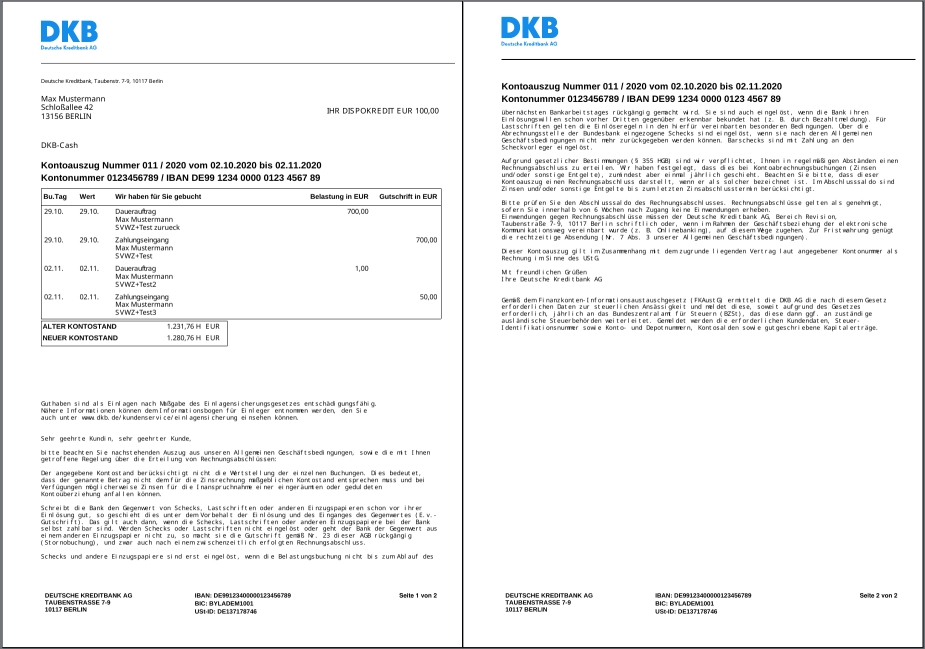 DKB
Deutsche Kreditbank AG
Deutsche Kreditbank, Taubenstr. 7-9, 10117 Berlin
Max Mustermann
Schloßallee 42
13156 BERLIN
IHR DISPOKREDIT EUR 100,00
DKB-Cash
Kontoauszug Nummer 011 / 2020 vom 02.10.2020 bis 02.11.2020
Kontonummer 0123456789 / IBAN DE99 1234 0000 0123 4567 89
Bu.Tag Wert Wir haben für Sie gebucht Belastung in EUR Gutschrift in EUR
29.10. 29.10. Dauerauftrag 700,00
Max Mustermann
SVWZ+Test zurueck
29.10. 29.10. Zahlungseingang 700,00
Max Mustermann
SVWZ+Test
02.11. 02.11. Dauerauftrag 1,00
Max Mustermann
SVWZ+Test2
02.11. 02.11. Zahlungseingang 50,00
Max Mustermann
SVWZ+Test3
ALTER KONTOSTAND 1.231,76 H EUR
NEUER KONTOSTAND 1.280,76 H EUR
Guthaben sind als Einlagen nach Maßgabe des Einlagensicherungsgesetzes entschädigungsfähig.
Nähere Informationen können dem Informationsbogen für Einleger entnommen werden, den Sie
auch unter www.dkb.de/kundenservice/einlagensicherung einsehen können.
Sehr geehrte Kundin, sehr geehrter Kunde,
bitte beachten Sie nachstehenden Auszug aus unseren Allgemeinen Geschäftsbedingungen, sowie die mit Ihnen
getroffene Regelung über die Erteilung von Rechnungsabschlüssen:
Der angegebene Kontostand berücksichtigt nicht die Wertstellung der einzelnen Buchungen. Dies bedeutet,
dass der genannte Betrag nicht dem für die Zinsrechnung maßgeblichen Kontostand entsprechen muss und bei
Verfügungen möglicherweise Zinsen für die Inanspruchnahme einer eingeräumten oder geduldeten
Kontoüberziehung anfallen können.
Schreibt die Bank den Gegenwert von Schecks, Lastschriften oder anderen Einzugspapieren schon vor ihrer
Einlösung gut, so geschieht dies unter dem Vorbehalt der Einlösung und des Einganges des Gegenwertes (E.v.-
Gutschrift). Das gilt auch dann, wenn die Schecks, Lastschriften oder anderen Einzugspapiere bei der Bank
selbst zahlbar sind. Werden Schecks oder Lastschriften nicht eingelöst oder geht der Bank der Gegenwert aus
einem anderen Einzugspapier nicht zu, so macht sie die Gutschrift gemäß Nr. 23 dieser AGB rückgängig
(Stornobuchung), und zwar auch nach einem zwischenzeitlich erfolgten Rechnungsabschluss.
Schecks und andere Einzugspapiere sind erst eingelöst, wenn die Belastungsbuchung nicht bis zum Ablauf des
DEUTSCHE KREDITBANK AG IBAN: DE99123400000123456789 Seite 1 von 2
TAUBENSTRASSE 7-9 BIC: BYLADEM1001
10117 BERLIN USt-ID: DE137178746
DKB
Deutsche Kreditbank AG
Kontoauszug Nummer 011 / 2020 vom 02.10.2020 bis 02.11.2020
Kontonummer 0123456789 / IBAN DE99 1234 0000 0123 4567 89
übernächsten Bankarbeitstages rückgängig gemacht wird. Sie sind auch eingelöst, wenn die Bank ihren
Einlösungswillen schon vorher Dritten gegenüber erkennbar bekundet hat (z. B. durch Bezahltmeldung). Für
Lastschriften gelten die Einlöseregeln in den hierfür vereinbarten besonderen Bedingungen. Über die
Abrechnungsstelle der Bundesbank eingezogene Schecks sind eingelöst, wenn sie nach deren Allgemeinen
Geschäftsbedingungen nicht mehr zurückgegeben werden können. Barschecks sind mit Zahlung an den
Scheckvorleger eingelöst.
Aufgrund gesetzlicher Bestimmungen (§ 355 HGB) sind wir verpflichtet, Ihnen in regelmäßigen Abständen einen
Rechnungsabschluss zu erteilen. Wir haben festgelegt, dass dies bei Kontoabrechnungsbuchungen (Zinsen
und/oder sonstige Entgelte), zumindest aber einmal jährlich geschieht. Beachten Sie bitte, dass dieser
Kontoauszug einen Rechnungsabschluss darstellt, wenn er als solcher bezeichnet ist. Im Abschlusssaldo sind
Zinsen und/oder sonstige Entgelte bis zum letzten Zinsabschlusstermin berücksichtigt.
Bitte prüfen Sie den Abschlusssaldo des Rechnungsabschlusses. Rechnungsabschlüsse gelten als genehmigt,
sofern Sie innerhalb von 6 Wochen nach Zugang keine Einwendungen erheben.
Einwendungen gegen Rechnungsabschlüsse müssen der Deutsche Kreditbank AG, Bereich Revision,
Taubenstraße 7-9, 10117 Berlin schriftlich oder, wenn im Rahmen der Geschäftsbeziehung der elektronische
Kommunikationsweg vereinbart wurde (z. B. Onlinebanking), auf diesem Wege zugehen. Zur Fristwahrung genügt
die rechtzeitige Absendung (Nr. 7 Abs. 3 unserer Allgemeinen Geschäftsbedingungen).
Dieser Kontoauszug gilt im Zusammenhang mit dem zugrunde liegenden Vertrag laut angegebener Kontonummer als
Rechnung im Sinne des UStG.
Mit freundlichen Grüßen
Ihre Deutsche Kreditbank AG
Gemäß dem Finanzkonten-Informationsaustauschgesetz (FKAustG) ermittelt die DKB AG die nach diesem Gesetz
erforderlichen Daten zur steuerlichen Ansässigkeit und meldet diese, soweit aufgrund des Gesetzes
erforderlich, jährlich an das Bundeszentralamt für Steuern (BZSt), das diese dann ggf. an zuständige
ausländische Steuerbehörden weiterleitet. Gemeldet werden die erforderlichen Kundendaten, Steuer-
Identifikationsnummer sowie Konto- und Depotnummern, Kontosalden sowie gutgeschriebene Kapitalerträge.
DEUTSCHE KREDITBANK AG IBAN: DE99123400000123456789 Seite 2 von 2
TAUBENSTRASSE 7-9 BIC: BYLADEM1001
10117 BERLIN USt-ID: DE137178746